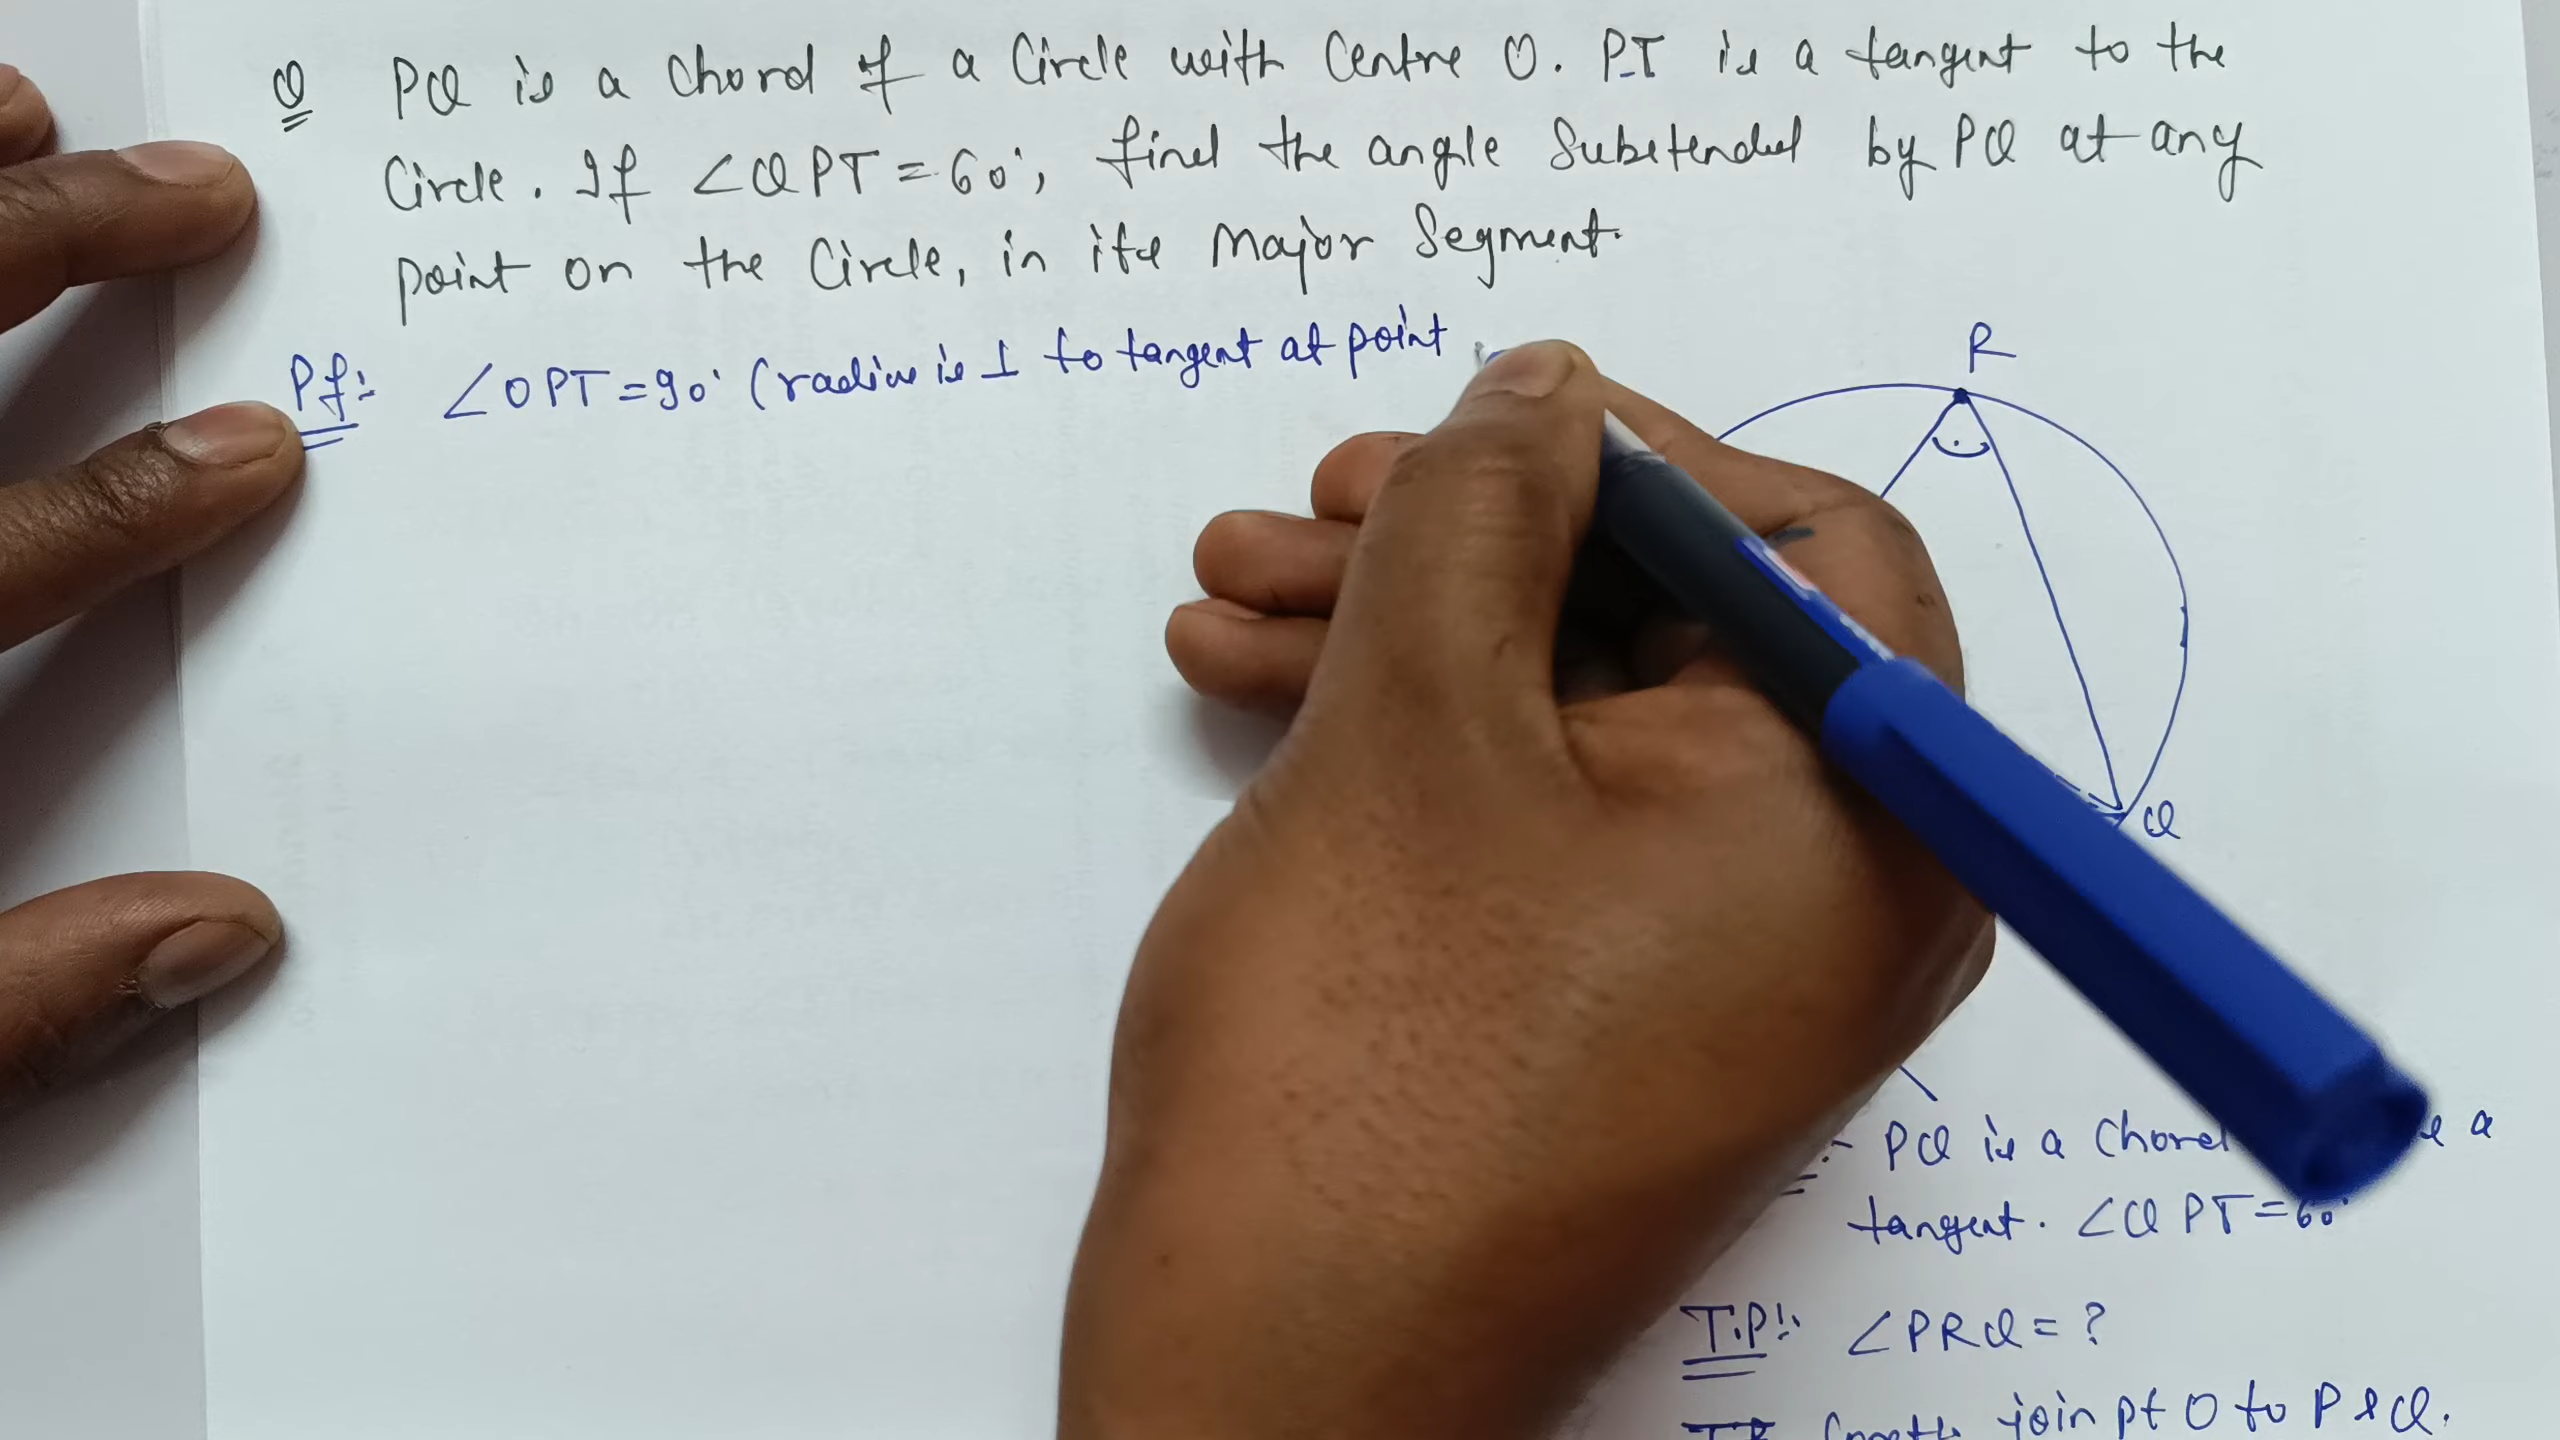 Q PQ is a chord of a Circle with Centre O. PT is a tangent to the
Circle. If ∠QPT = 60°, find the angle Subtended by PQ at any
point on the Circle, in its Major Segment.
Pf:- ∠OPT = 90° (radius is ⊥ to tangent at point
R
Q
:- PQ is a Chord a
tangent. ∠QPT = 60°
T.P!: ∠PRQ = ?
join pt O to P & Q.